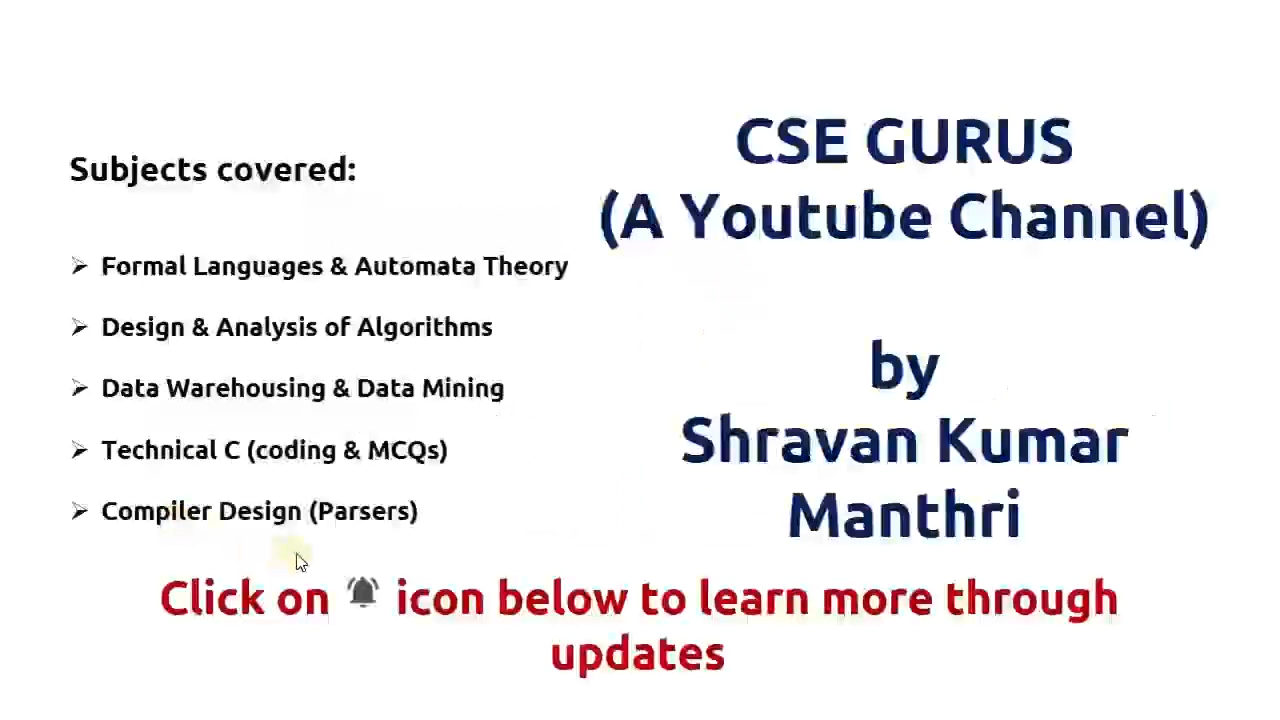 Subjects covered:
➢ Formal Languages & Automata Theory
➢ Design & Analysis of Algorithms
➢ Data Warehousing & Data Mining
➢ Technical C (coding & MCQs)
➢ Compiler Design (Parsers)
CSE GURUS
(A Youtube Channel)
by
Shravan Kumar
Manthri
Click on 🔔 icon below to learn more through
updates